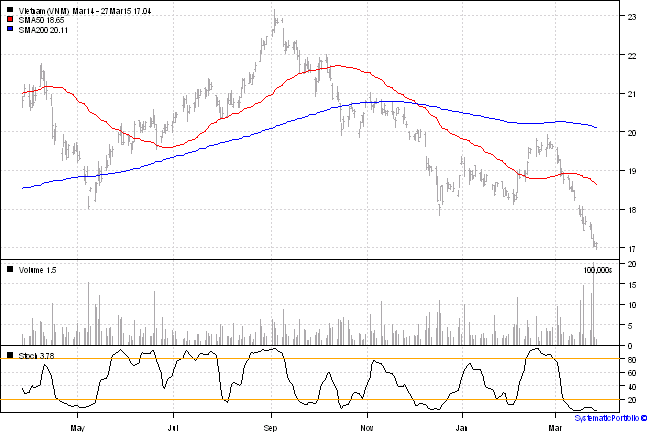 Vietnam (VNM) Mar14 - 27Mar15 17.04
SMA50 18.65
SMA200 20.11
23
22
21
20
19
18
17
Volume 1.5
100,000s
20
15
10
5
0
Stoch 3.78
80
60
40
20
May
Jul
Sep
Nov
Jan
Mar
SystematicPortfolio ©